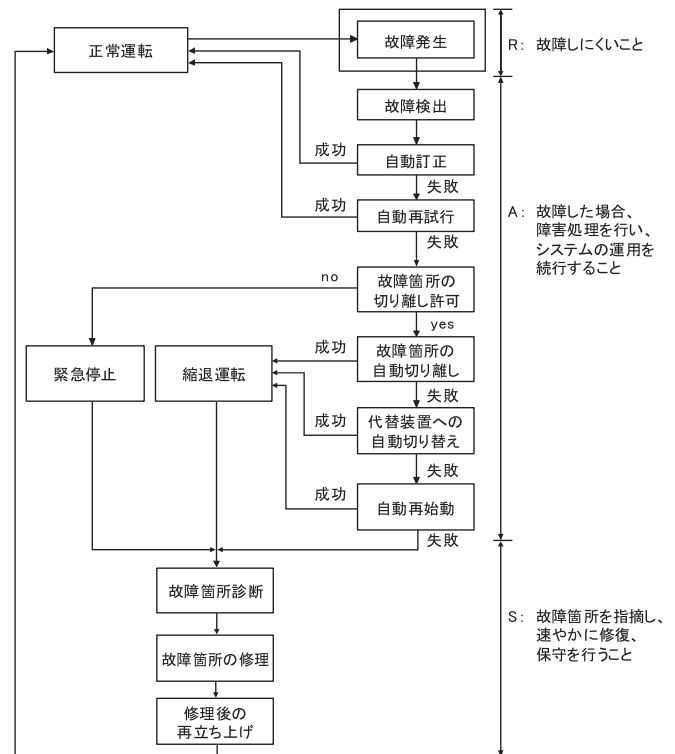 正常運転
故障発生
R： 故障しにくいこと
故障検出
成功
自動訂正
失敗
成功
自動再試行
失敗
A： 故障した場合、
障害処理を行い、
システムの運用を
続行すること
no
故障箇所の
切り離し許可
yes
緊急停止
縮退運転
成功
故障箇所の
自動切り離し
失敗
成功
代替装置への
自動切り替え
失敗
成功
自動再始動
失敗
故障箇所診断
S： 故障箇所を指摘し、
速やかに修復、
保守を行うこと
故障箇所の修理
修理後の
再立ち上げ